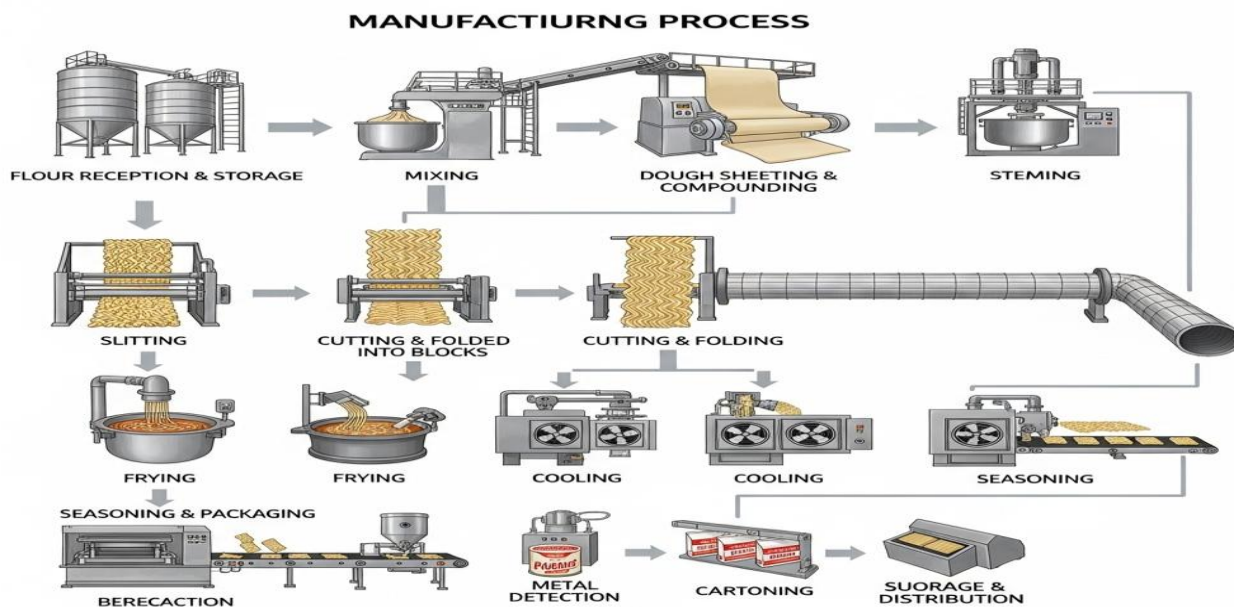 MANUFACTIURNG PROCESS
FLOUR RECEPTION & STORAGE
MIXING
DOUGH SHEETING &
COMPOUNDING
STEMING
SLITTING
CUTTING & FOLDED
INTO BLOCKS
CUTTING & FOLDING
FRYING
FRYING
COOLING
COOLING
SEASONING
SEASONING & PACKAGING
BERECACTION
METAL
DETECTION
CARTONING
SUORAGE &
DISTRIBUTION